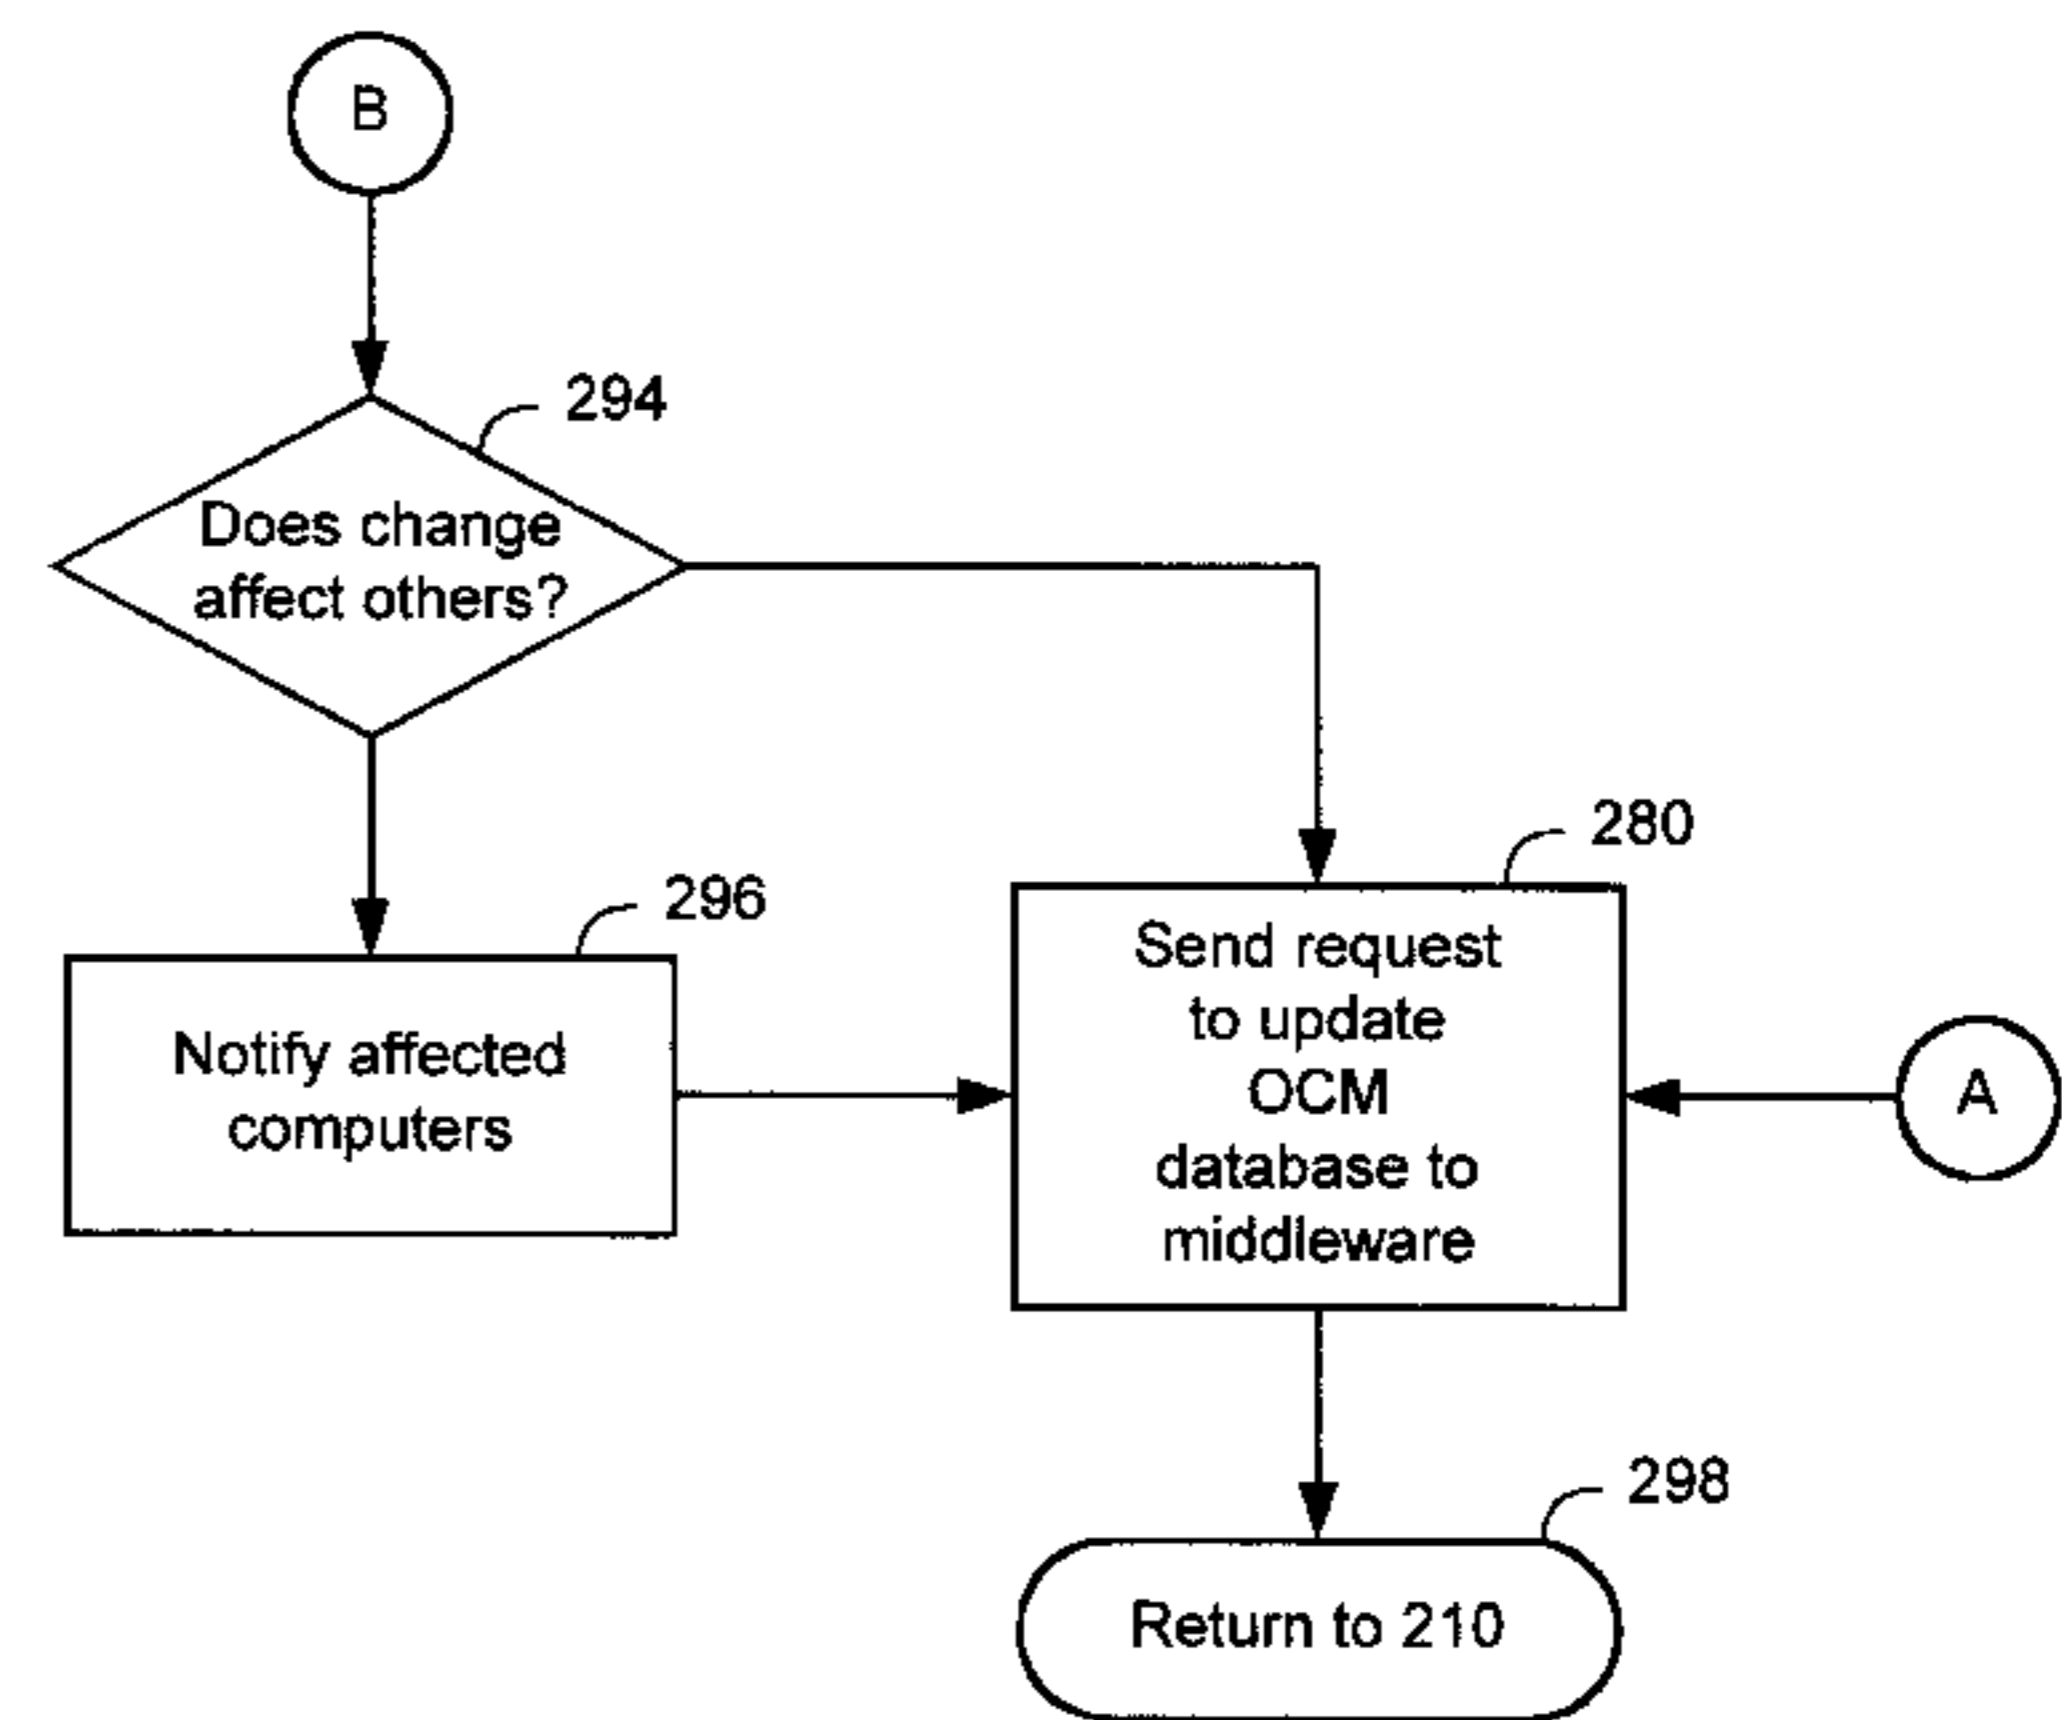 B
294
Does change
affect others?
280
296
Send request
to update
OCM
database to
middleware
Notify affected
computers
A
298
Return to 210